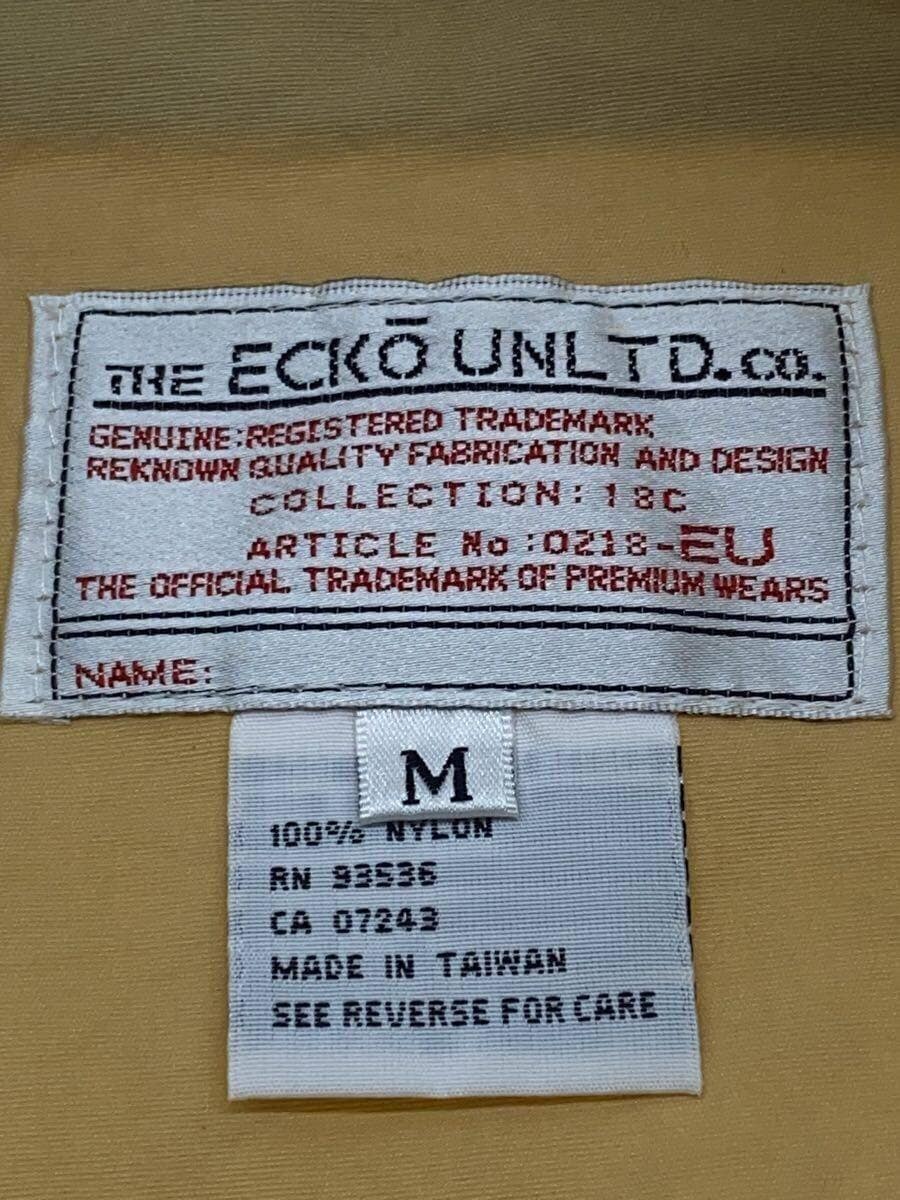 THE ECKŌ UNLTD.CO.
GENUINE:REGISTERED TRADEMARK
REKNOWN QUALITY FABRICATION AND DESIGN
COLLECTION: 18C
ARTICLE No:0218-EU
THE OFFICIAL TRADEMARK OF PREMIUM WEARS
NAME:
M
100% NYLON
RN 93536
CA 07243
MADE IN TAIWAN
SEE REVERSE FOR CARE